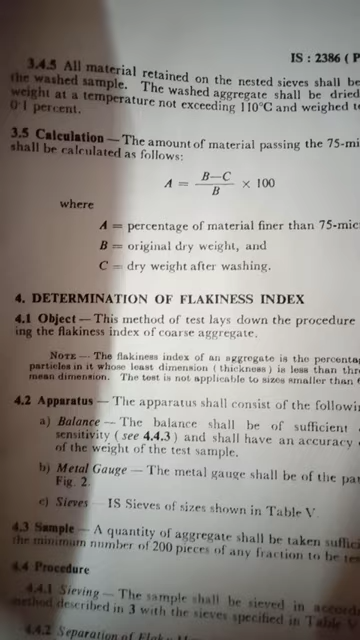 IS : 2386 ( P
3.4.5 All material retained on the nested sieves shall be
the washed sample. The washed aggregate shall be dried
weight at a temperature not exceeding 110°C and weighed t
0·1 percent.
3.5 Calculation — The amount of material passing the 75-mi
shall be calculated as follows:
A = B—C / B × 100
where
A = percentage of material finer than 75-mic
B = original dry weight, and
C = dry weight after washing.
4. DETERMINATION OF FLAKINESS INDEX
4.1 Object — This method of test lays down the procedure
ing the flakiness index of coarse aggregate.
NOTE — The flakiness index of an aggregate is the percenta
particles in it whose least dimension ( thickness ) is less than thr
mean dimension. The test is not applicable to sizes smaller than
4.2 Apparatus — The apparatus shall consist of the followi
a) Balance — The balance shall be of sufficient
sensitivity ( see 4.4.3 ) and shall have an accuracy
of the weight of the test sample.
b) Metal Gauge — The metal gauge shall be of the pa
Fig. 2.
c) Sieves — IS Sieves of sizes shown in Table V.
4.3 Sample — A quantity of aggregate shall be taken suffici
the minimum number of 200 pieces of any fraction to be tes
4.4 Procedure
4.4.1 Sieving — The sample shall be sieved in accord
method described in 3 with the sieves specified in Table V
4.4.2 Separation of